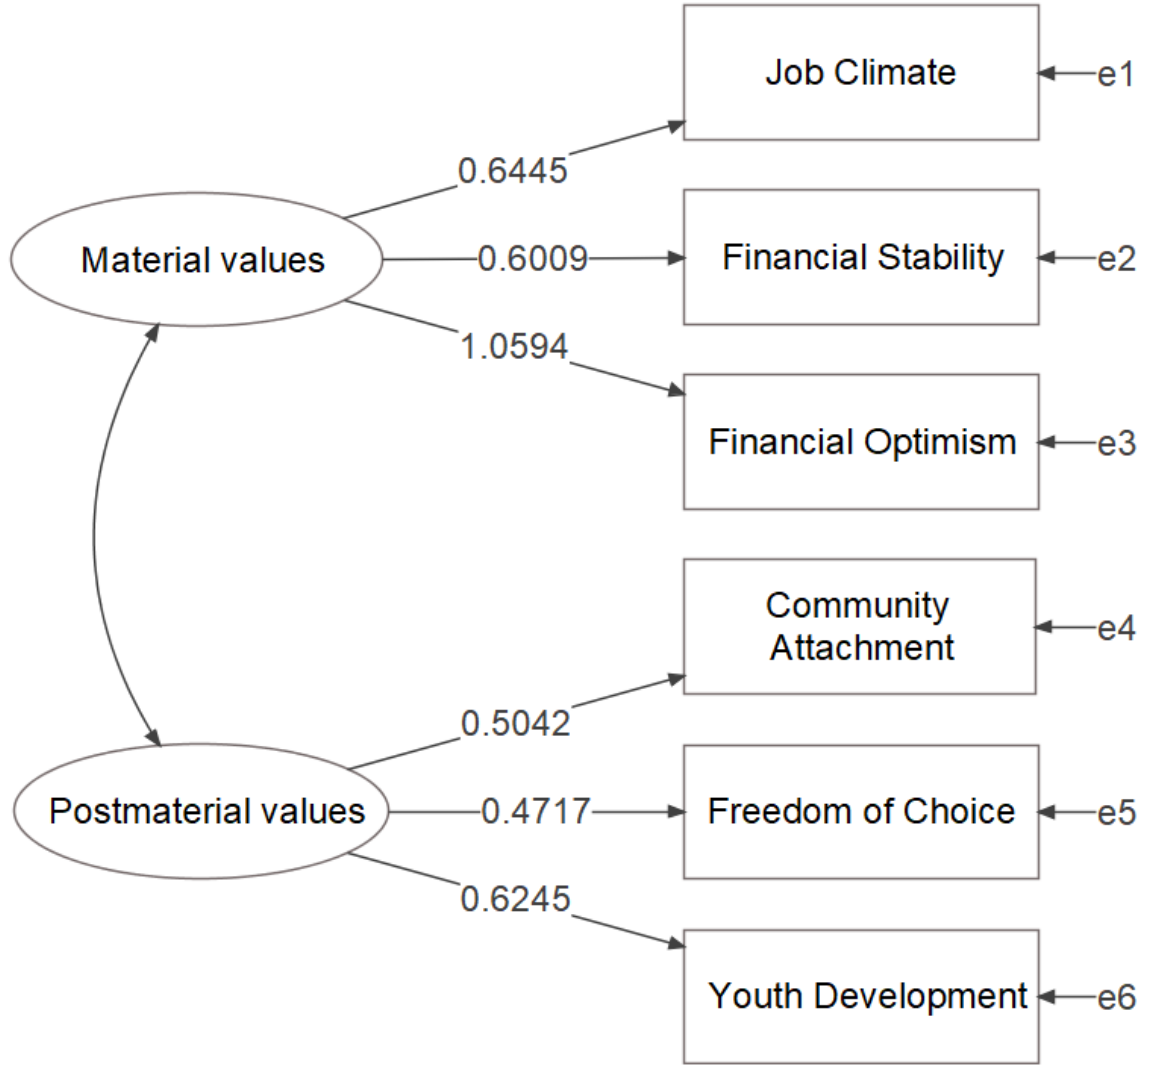 Job Climate
e1
0.6445
Material values
0.6009
Financial Stability
e2
1.0594
Financial Optimism
e3
Community
Attachment
e4
0.5042
Postmaterial values
0.4717
Freedom of Choice
e5
0.6245
Youth Development
e6